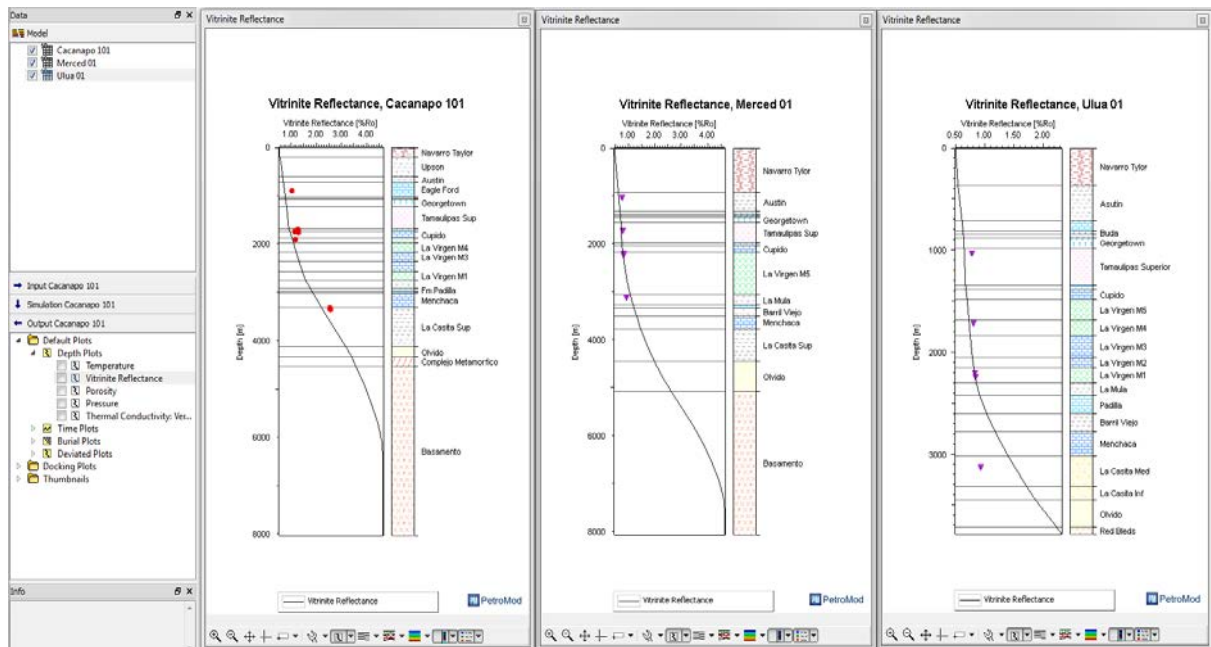 Data
Model
Cacanapo 101
Merced 01
Ulua 01
Input Cacanapo 101
Simulation Cacanapo 101
Output Cacanapo 101
Default Plots
Depth Plots
Temperature
Vitrinite Reflectance
Porosity
Pressure
Thermal Conductivity: Ver...
Time Plots
Burial Plots
Deviated Plots
Docking Plots
Thumbnails
Info
Vitrinite Reflectance
Vitrinite Reflectance, Cacanapo 101
Vitrinite Reflectance [%Ro]
1.00 2.00 3.00 4.00
0
2000
4000
6000
8000
Depth [m]
Navarro Taylor
Upson
Austin
Eagle Ford
Georgetown
Tamaulipas Sup
Cupido
La Virgen M4
La Virgen M3
La Virgen M1
Fm Padilla
Menchaca
La Casita Sup
Olvido
Complejo Metamorfico
Basamento
Vitrinite Reflectance
PetroMod
Vitrinite Reflectance
Vitrinite Reflectance, Merced 01
Vitrinite Reflectance [%Ro]
1.00 2.00 3.00 4.00
0
2000
4000
6000
8000
Depth [m]
Navarro Tylor
Austin
Georgetown
Tamaulipas Sup
Cupido
La Virgen M5
La Mula
Barril Viejo
Menchaca
La Casita Sup
Olvido
Basamento
Vitrinite Reflectance
PetroMod
Vitrinite Reflectance
Vitrinite Reflectance, Ulua 01
Vitrinite Reflectance [%Ro]
0.50 1.00 2.00
0
1000
2000
3000
Depth [m]
Navarro Tylor
Asutin
Buda
Georgetown
Tamaulipas Superior
Cupido
La Virgen M5
La Virgen M4
La Virgen M3
La Virgen M2
La Virgen M1
La Mula
Padilla
Barril Viejo
Menchaca
La Casita Med
La Casita Inf
Olvido
Red Bleds
Vitrinite Reflectance
PetroMod